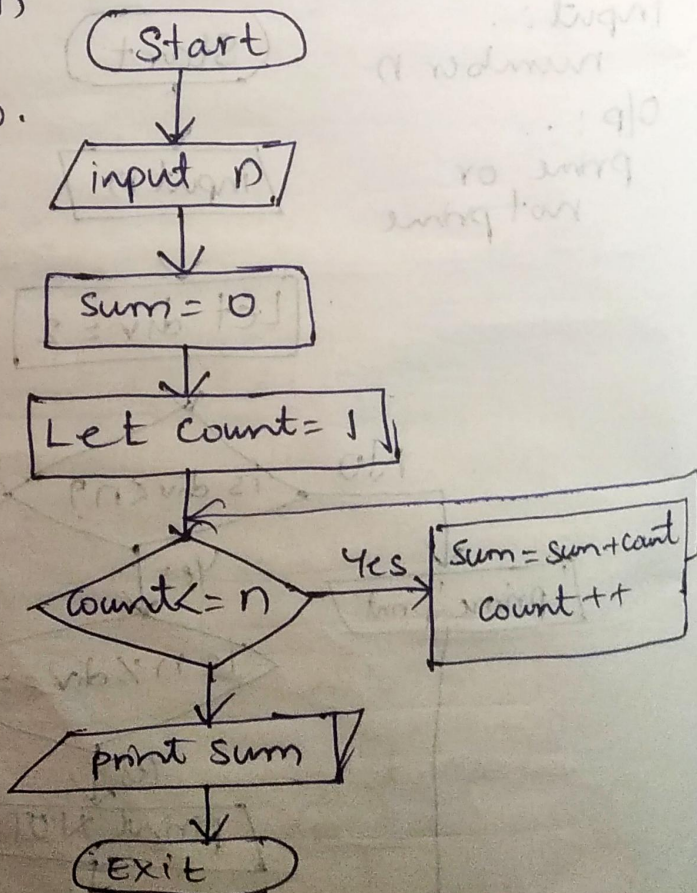 Start
input n
sum = 0
Let count = 1
count<= n
Yes
sum = sum+count
count ++
print sum
Exit